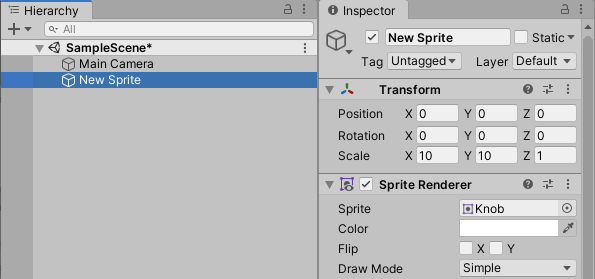 Hierarchy
All
SampleScene*
Main Camera
New Sprite
Inspector
New Sprite Static
Tag Untagged Layer Default
Transform
Position X 0 Y 0 Z 0
Rotation X 0 Y 0 Z 0
Scale X 10 Y 10 Z 1
Sprite Renderer
Sprite Knob
Color
Flip X Y
Draw Mode Simple